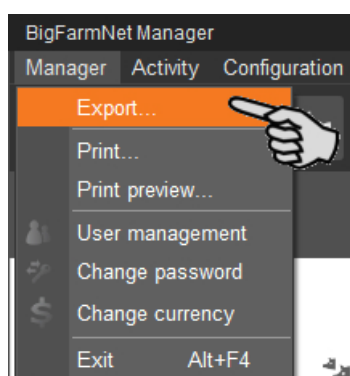 BigFarmNet Manager
Manager Activity Configuration
Export...
Print...
Print preview...
User management
Change password
Change currency
Exit Alt+F4